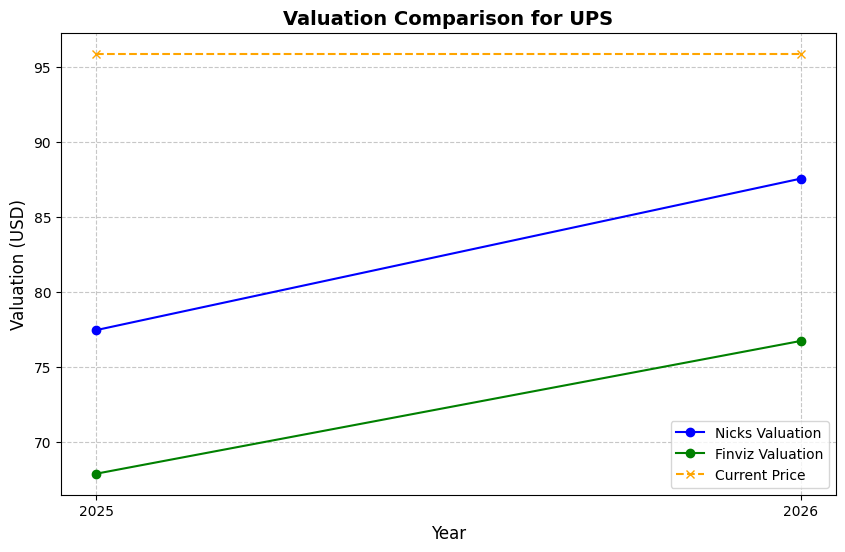 Valuation Comparison for UPS
Valuation (USD)
95
90
85
80
75
70
2025
2026
Year
Nicks Valuation
Finviz Valuation
Current Price